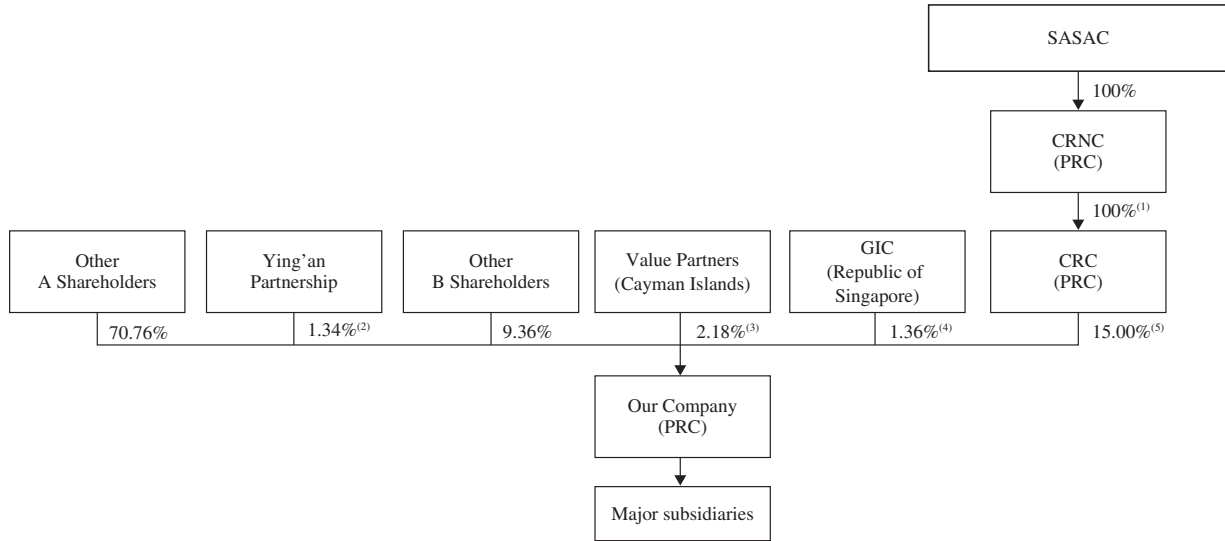 SASAC
100%
CRNC
(PRC)
100%(1)
Other
A Shareholders
Ying’an
Partnership
Other
B Shareholders
Value Partners
(Cayman Islands)
GIC
(Republic of
Singapore)
CRC
(PRC)
70.76%
1.34%(2)
9.36%
2.18%(3)
1.36%(4)
15.00%(5)
Our Company
(PRC)
Major subsidiaries